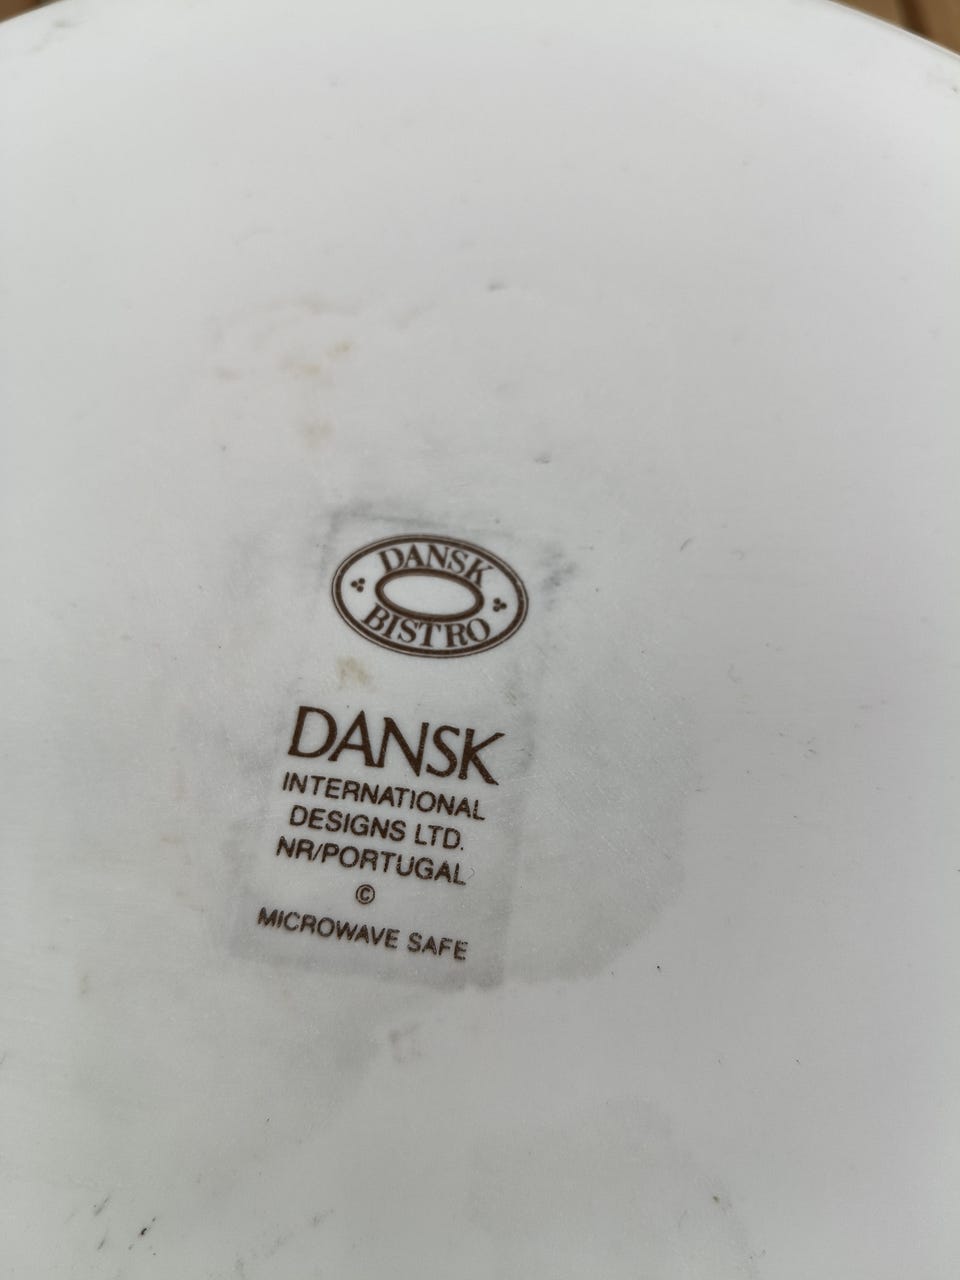 DANSK
BISTRO
DANSK
INTERNATIONAL
DESIGNS LTD.
NR/PORTUGAL
©
MICROWAVE SAFE